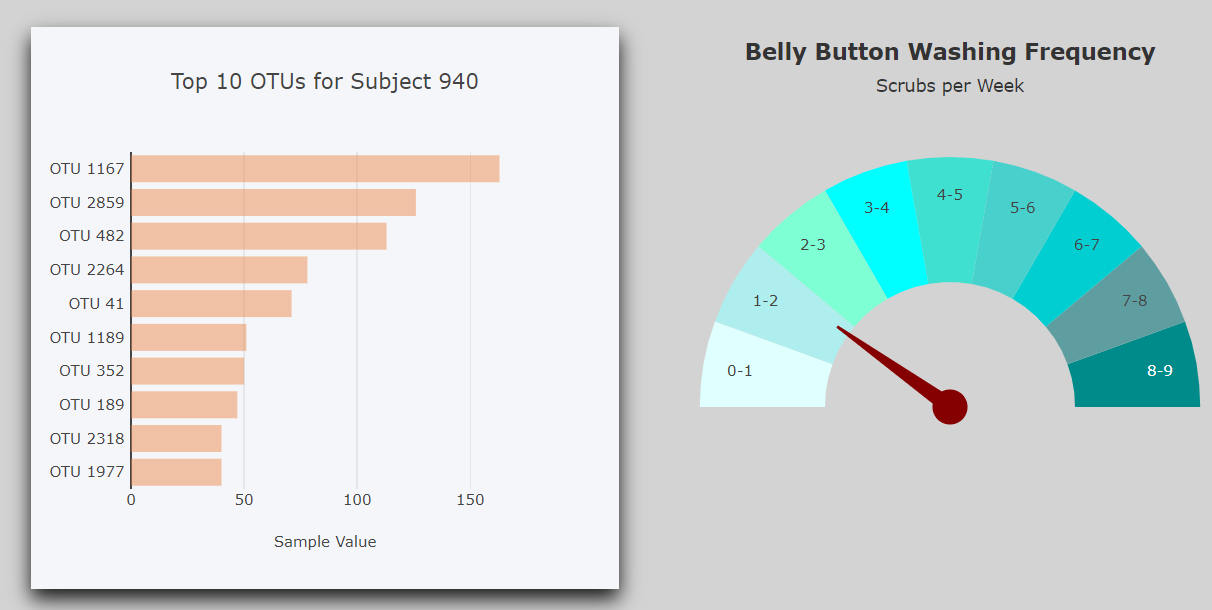 Top 10 OTUs for Subject 940
OTU 1167
OTU 2859
OTU 482
OTU 2264
OTU 41
OTU 1189
OTU 352
OTU 189
OTU 2318
OTU 1977
0 50 100 150
Sample Value
Belly Button Washing Frequency
Scrubs per Week
0-1
1-2
2-3
3-4
4-5
5-6
6-7
7-8
8-9